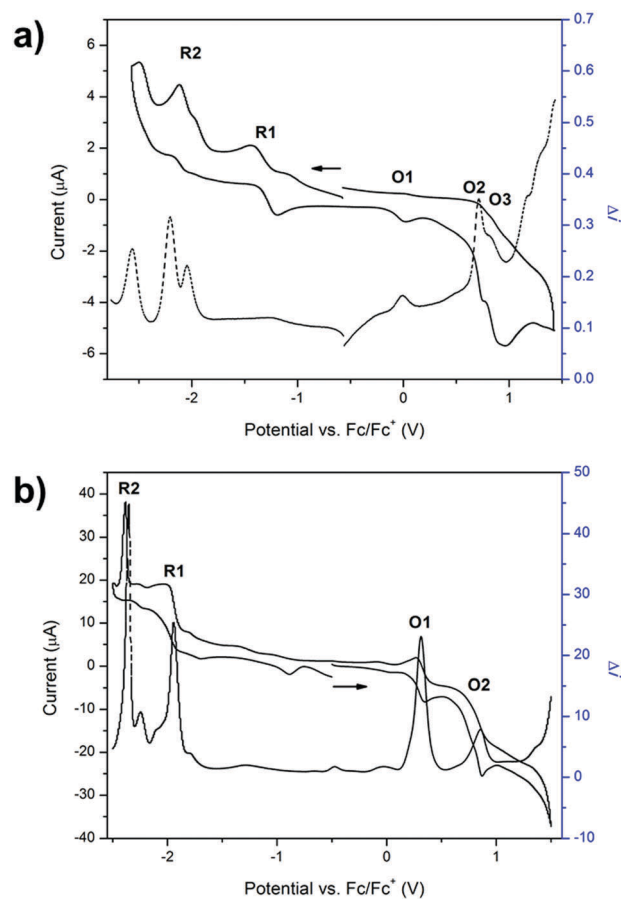 a)
R2
R1
O1
O2
O3
6
4
2
0
-2
-4
-6
Current (μA)
0.7
0.6
0.5
0.4
0.3
0.2
0.1
0.0
Δi
-2
-1
0
1
Potential vs. Fc/Fc+ (V)
b)
R2
R1
O1
O2
40
30
20
10
0
-10
-20
-30
-40
Current (μA)
50
40
30
20
10
0
-10
Δi
-2
-1
0
1
Potential vs. Fc/Fc+ (V)